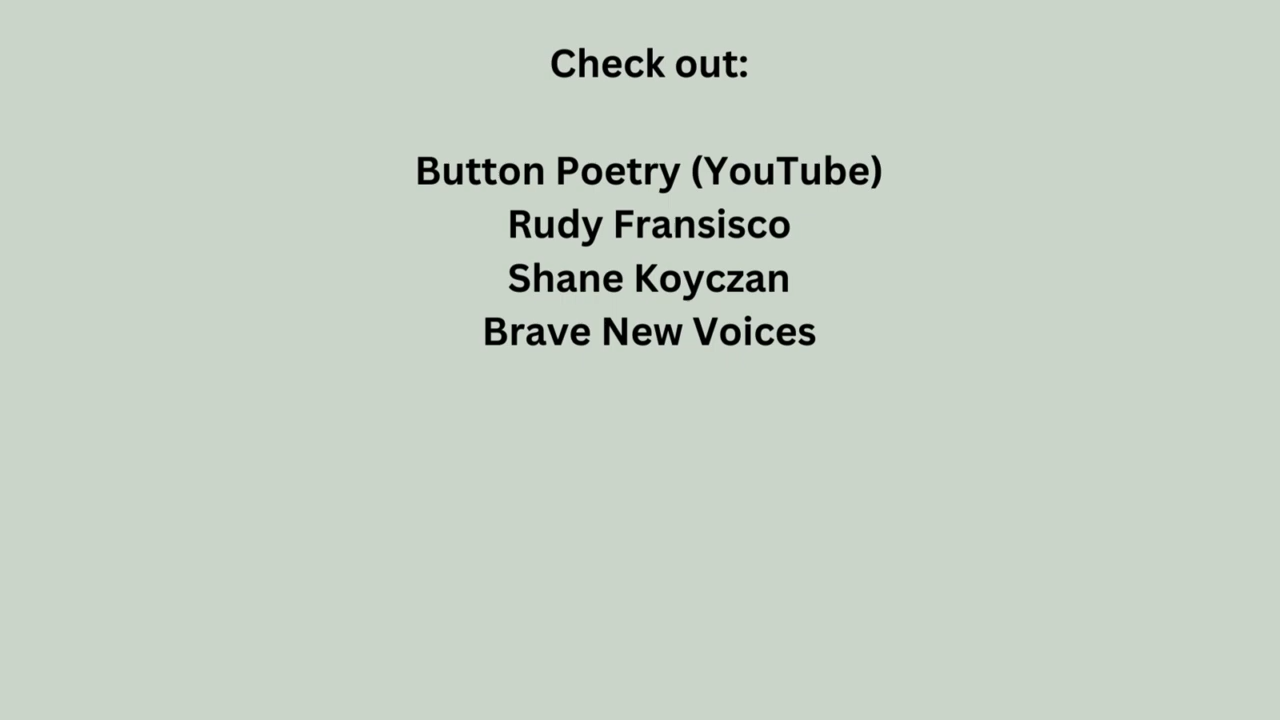 Check out:
Button Poetry (YouTube)
Rudy Fransisco
Shane Koyczan
Brave New Voices